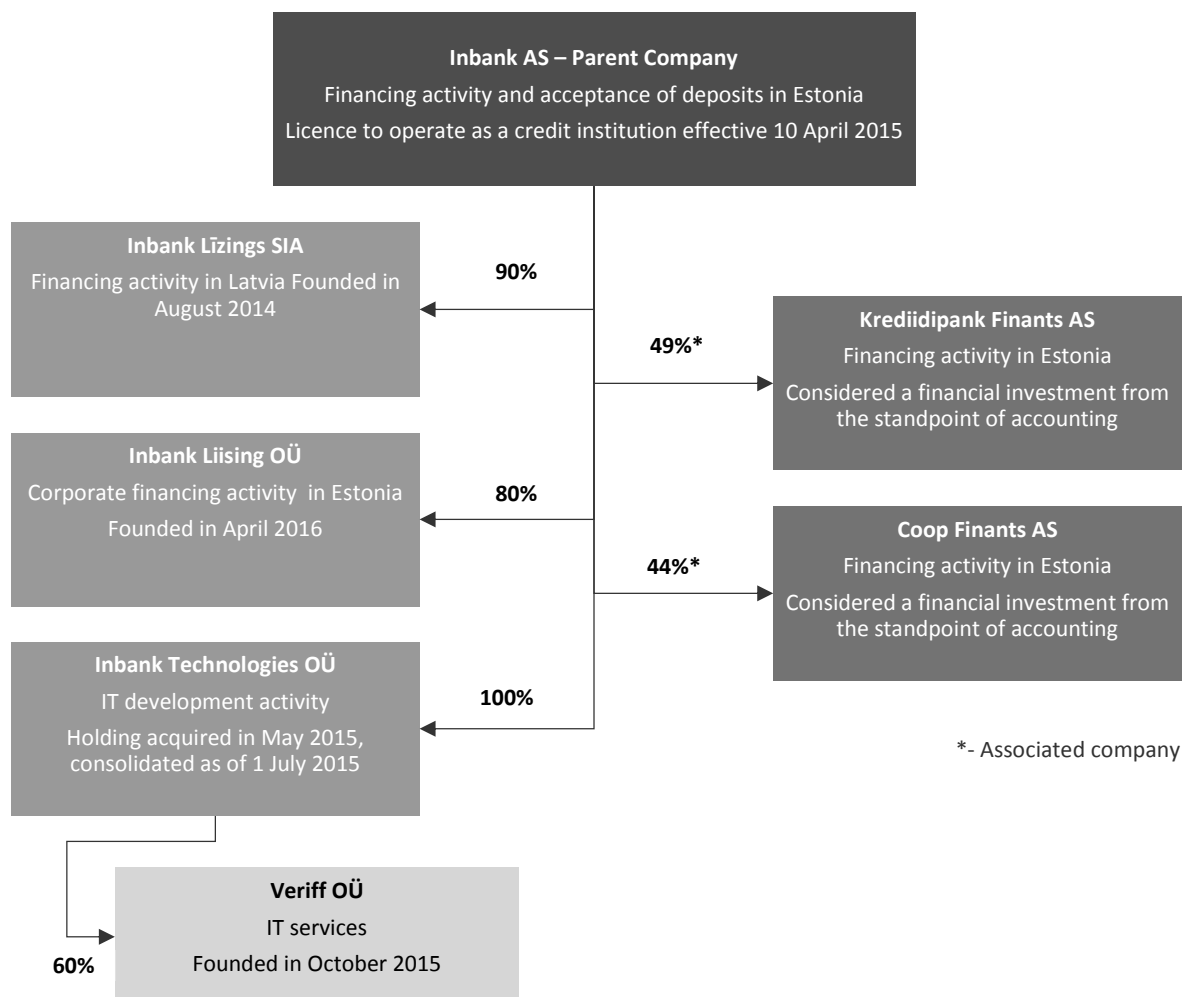 Inbank AS – Parent Company
Financing activity and acceptance of deposits in Estonia
Licence to operate as a credit institution effective 10 April 2015
Inbank Līzings SIA
Financing activity in Latvia Founded in
August 2014
90%
49%*
Krediidipank Finants AS
Financing activity in Estonia
Considered a financial investment from
the standpoint of accounting
Inbank Liising OÜ
Corporate financing activity in Estonia
Founded in April 2016
80%
44%*
Coop Finants AS
Financing activity in Estonia
Considered a financial investment from
the standpoint of accounting
Inbank Technologies OÜ
IT development activity
Holding acquired in May 2015,
consolidated as of 1 July 2015
100%
*- Associated company
Veriff OÜ
IT services
Founded in October 2015
60%